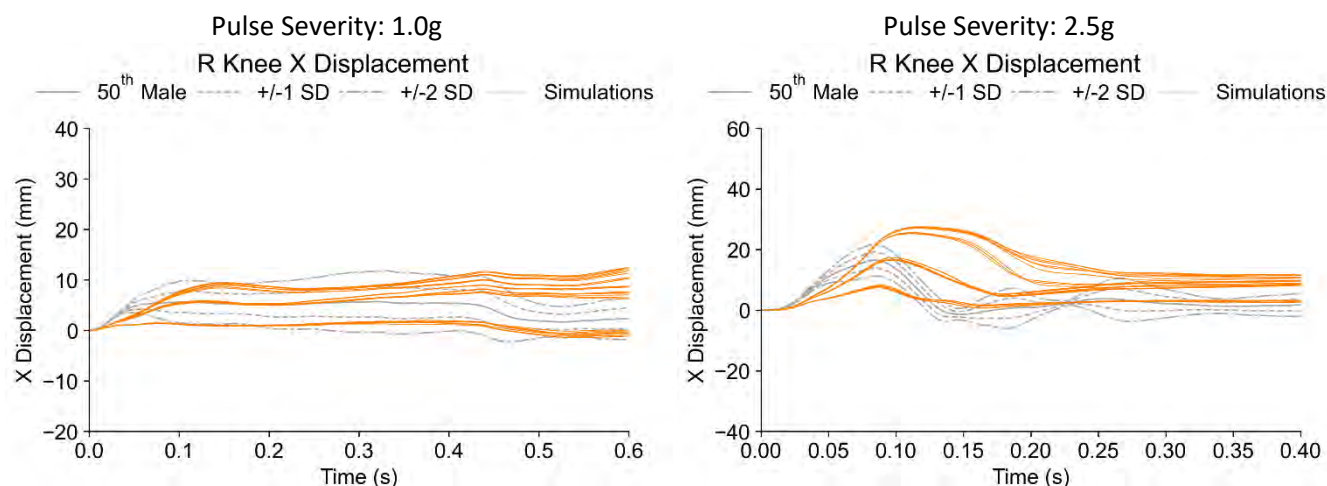 Pulse Severity: 1.0g
R Knee X Displacement
50th Male +/-1 SD +/-2 SD Simulations
40
30
20
10
0
−10
−20
X Displacement (mm)
0.0 0.1 0.2 0.3 0.4 0.5 0.6
Time (s)
Pulse Severity: 2.5g
R Knee X Displacement
50th Male +/-1 SD +/-2 SD Simulations
60
40
20
0
−20
−40
X Displacement (mm)
0.00 0.05 0.10 0.15 0.20 0.25 0.30 0.35 0.40
Time (s)